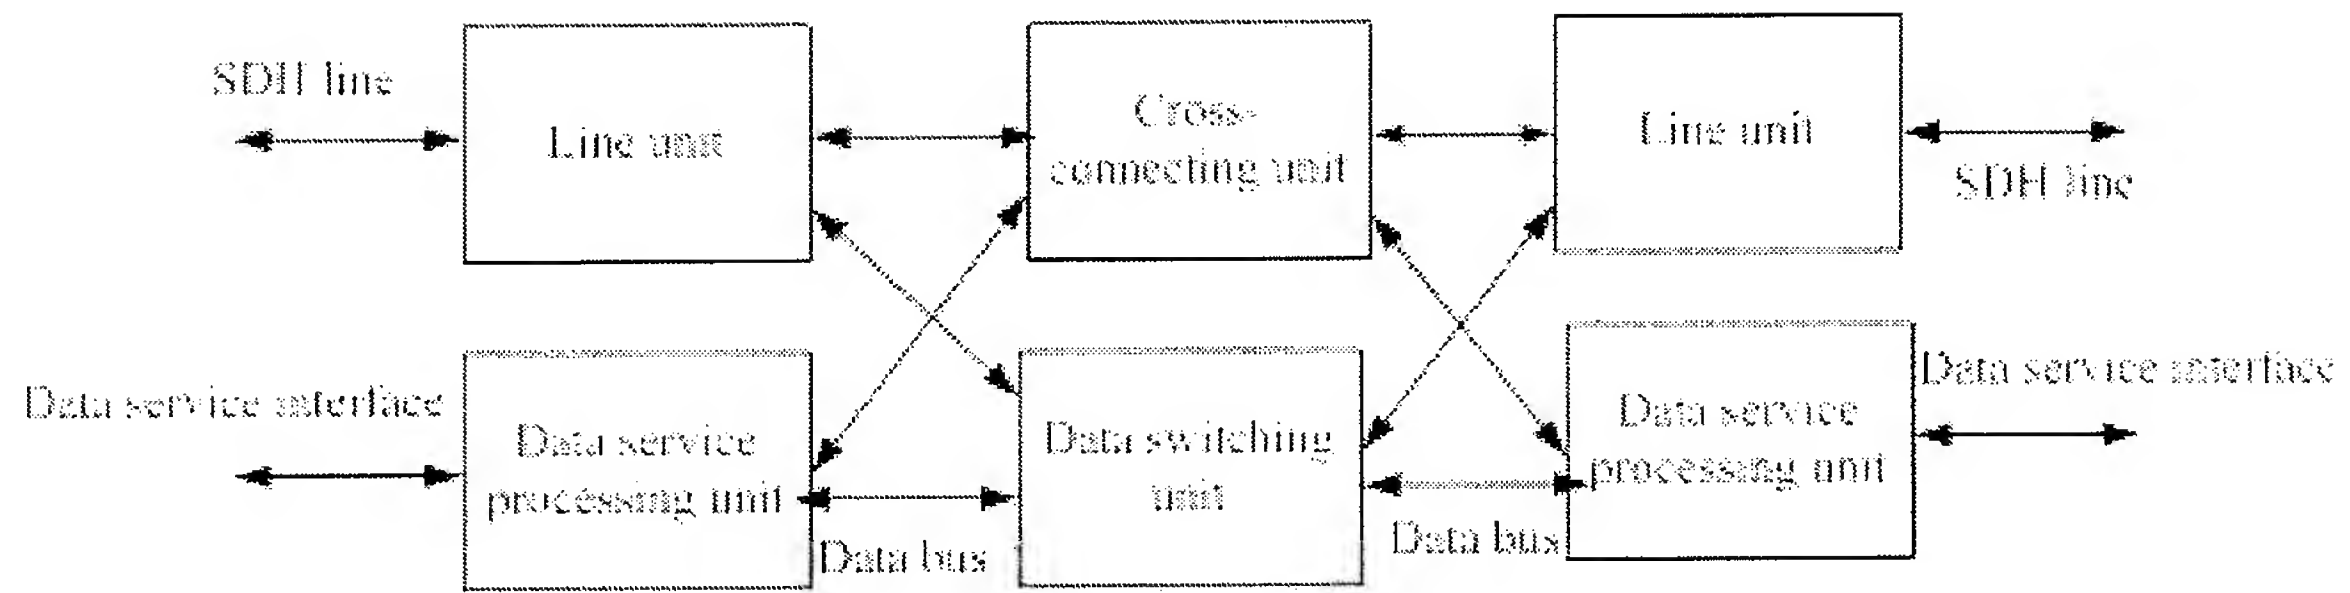 SDH line
Line unit
Cross-
connecting unit
Line unit
SDH line
Data service interface
Data service
processing unit
Data bus
Data switching
unit
Data bus
Data service
processing unit
Data service interface